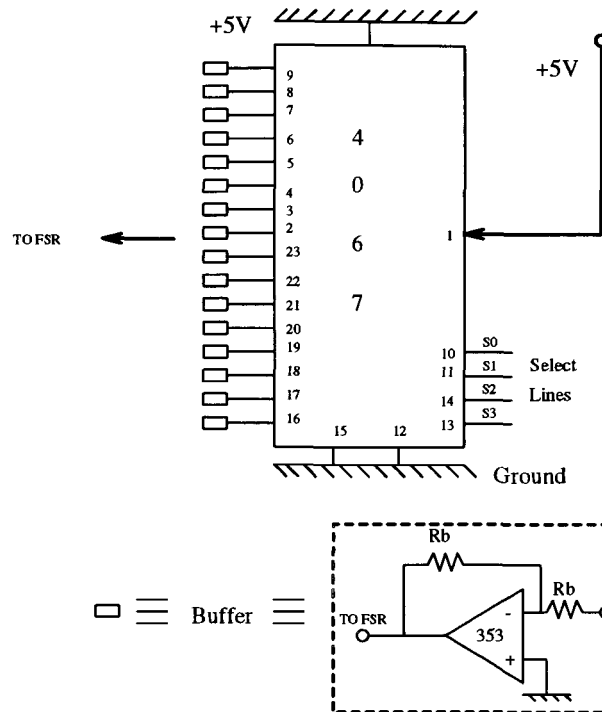 +5V
+5V
9
8
7
6
5
4
3
2
23
22
21
20
19
18
17
16
4
0
6
7
1
TO FSR
10
11
14
13
S0
S1
S2
S3
Select
Lines
15
12
Ground
Rb
Rb
TO FSR
353
-
+
Buffer